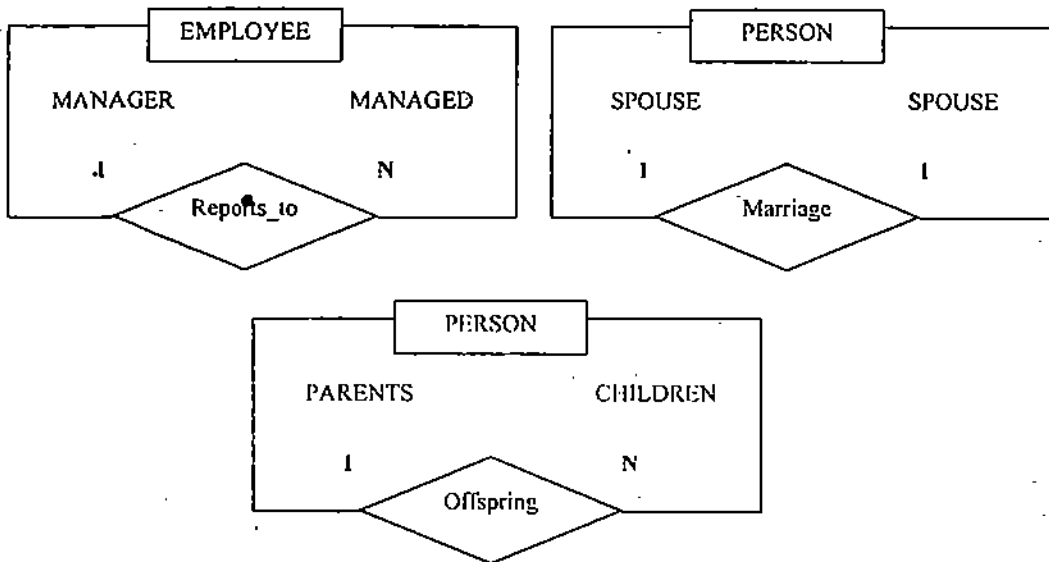 EMPLOYEE
MANAGER MANAGED
1 N
Reports_to
PERSON
SPOUSE SPOUSE
1 1
Marriage
PERSON
PARENTS CHILDREN
1 N
Offspring